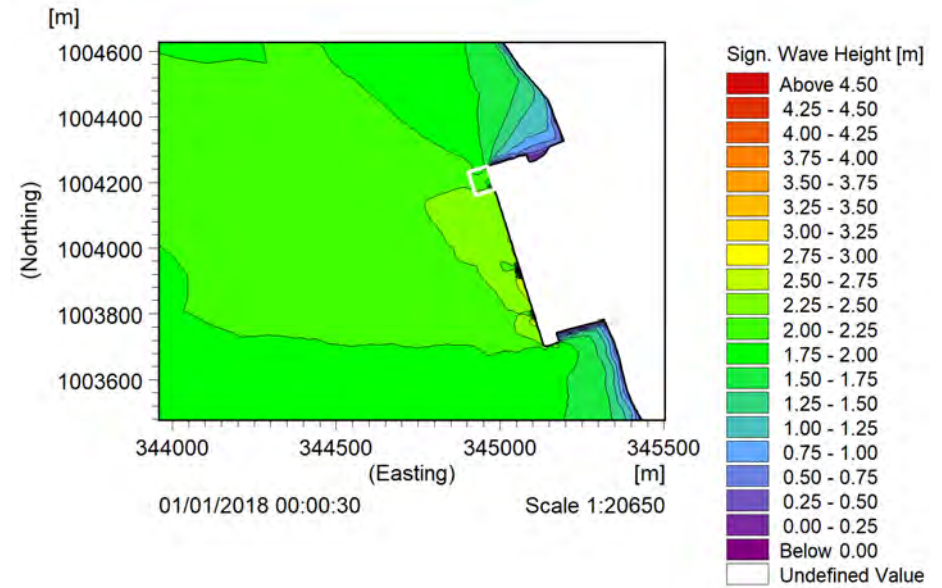 [m]
1004600
1004400
1004200
1004000
1003800
1003600
(Northing)
344000 344500 345000 345500
(Easting) [m]
01/01/2018 00:00:30 Scale 1:20650
Sign. Wave Height [m]
Above 4.50
4.25 - 4.50
4.00 - 4.25
3.75 - 4.00
3.50 - 3.75
3.25 - 3.50
3.00 - 3.25
2.75 - 3.00
2.50 - 2.75
2.25 - 2.50
2.00 - 2.25
1.75 - 2.00
1.50 - 1.75
1.25 - 1.50
1.00 - 1.25
0.75 - 1.00
0.50 - 0.75
0.25 - 0.50
0.00 - 0.25
Below 0.00
Undefined Value